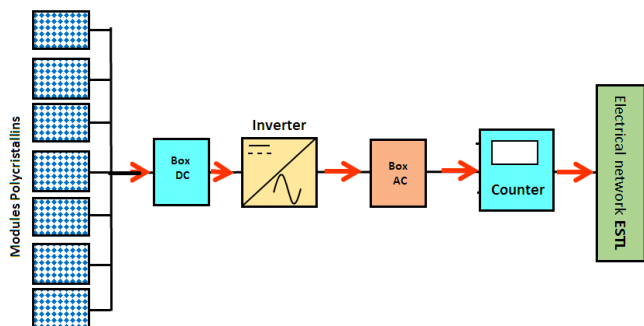 Modules Polycristallins
Box
DC
Inverter
Box
AC
Counter
Electrical network ESTL